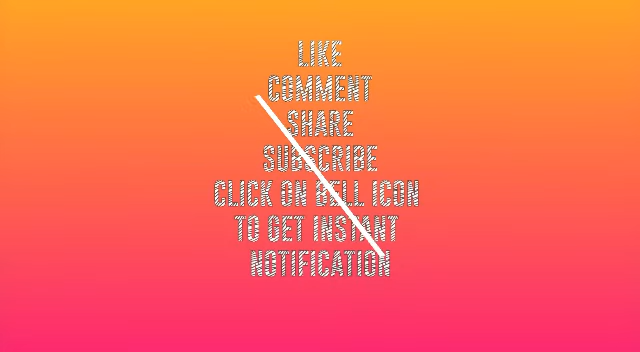 LIKE
COMMENT
SHARE
SUBSCRIBE
CLICK ON BELL ICON
TO GET INSTANT
NOTIFICATION